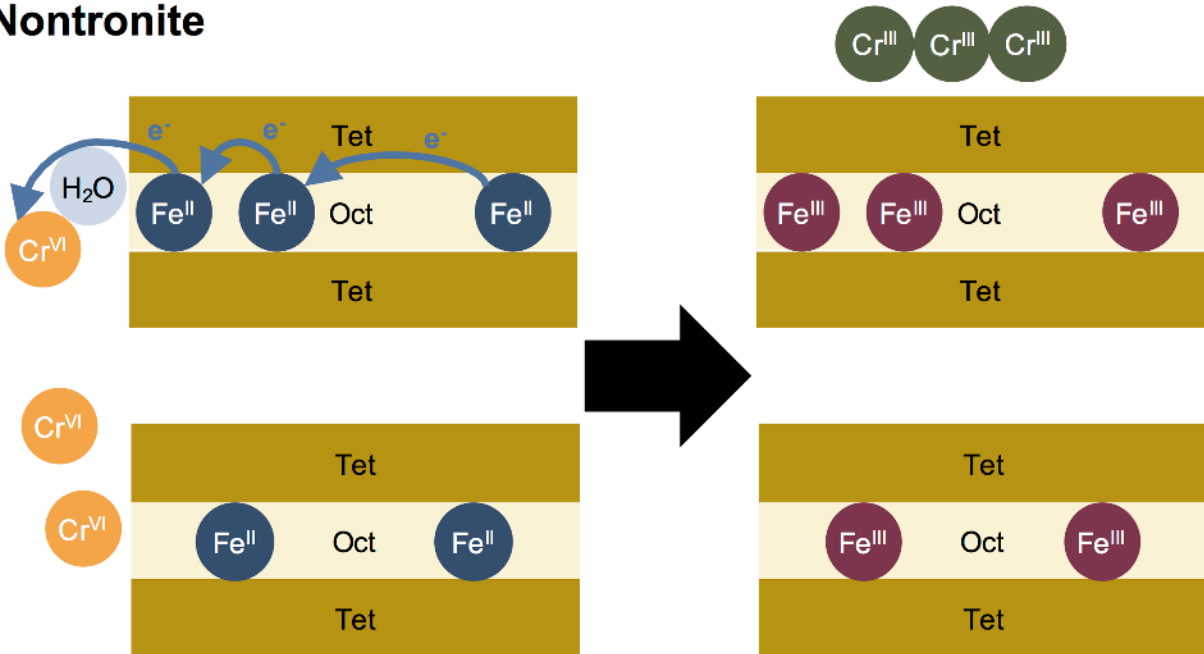 Nontronite
Cr^III Cr^III Cr^III
e⁻ e⁻ Tet e⁻
Tet
H₂O
Fe^II Fe^II Oct Fe^II
Fe^III Fe^III Oct Fe^III
Cr^VI
Tet
Tet
Cr^VI
Tet
Tet
Cr^VI
Fe^II Oct Fe^II
Fe^III Oct Fe^III
Tet
Tet